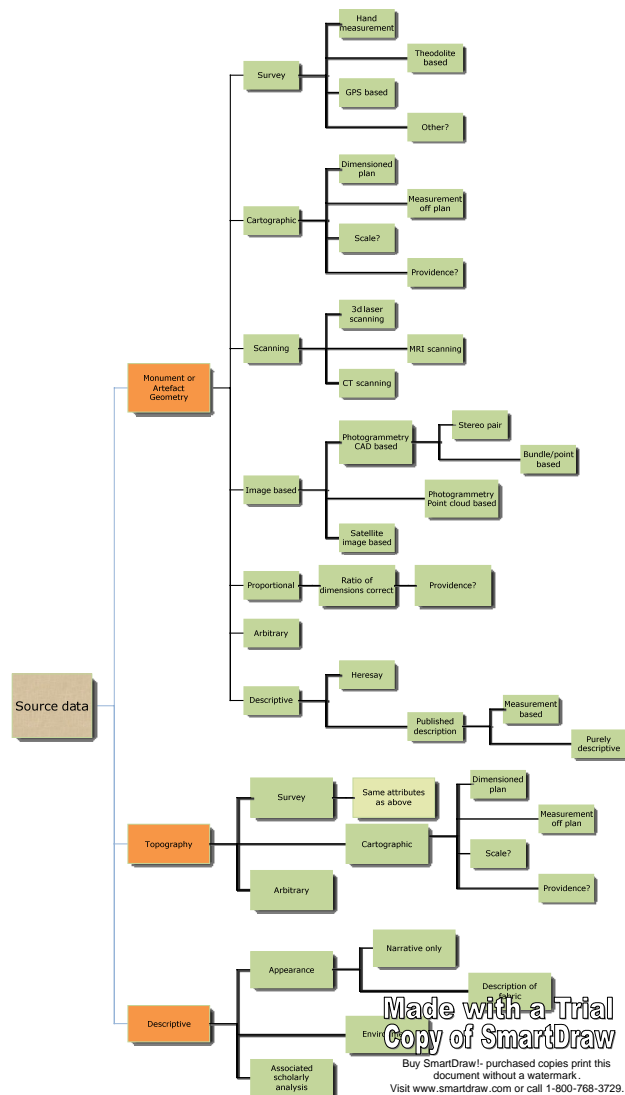 Hand
measurement
Theodolite
based
Survey
GPS based
Other?
Dimensioned
plan
Measurement
off plan
Cartographic
Scale?
Providence?
3d laser
scanning
Scanning
MRI scanning
CT scanning
Monument or
Artefact
Geometry
Stereo pair
Photogrammetry
CAD based
Bundle/point
based
Image based
Photogrammetry
Point cloud based
Satellite
image based
Proportional
Ratio of
dimensions correct
Providence?
Arbitrary
Heresay
Descriptive
Published
description
Measurement
based
Purely
descriptive
Source data
Dimensioned
plan
Survey
Same attributes
as above
Measurement
off plan
Topography
Cartographic
Scale?
Arbitrary
Providence?
Narrative only
Appearance
Description of
fabric
Descriptive
Associated
scholarly
analysis
Made with a Trial
Copy of SmartDraw
Buy SmartDraw!- purchased copies print this
document without a watermark.
Visit www.smartdraw.com or call 1-800-768-3729.